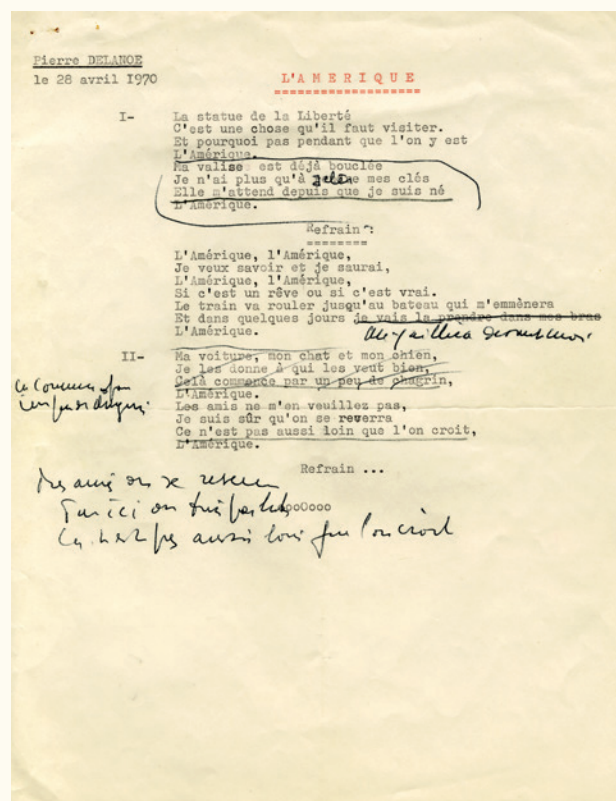 Pierre DELANOE
le 28 avril 1970
L'AMERIQUE
I- La statue de la Liberté
C'est une chose qu'il faut visiter.
Et pourquoi pas pendant que l'on y est
L'Amérique.
Ma valise est déjà bouclée
Je n'ai plus qu'à mes clés
Elle m'attend depuis que je suis né
L'Amérique.
Refrain :
L'Amérique, l'Amérique,
Je veux savoir et je saurai,
L'Amérique, l'Amérique,
Si c'est un rêve ou si c'est vrai.
Le train va rouler jusqu'au bateau qui m'emmènera
Et dans quelques jours je vais la prendre dans mes bras
L'Amérique.
II- Ma voiture, mon chat et mon chien,
Je les donne à qui les veut bien,
Celà commence par un peu de chagrin,
L'Amérique.
Les amis ne m'en veuillez pas,
Je suis sûr qu'on se reverra
Ce n'est pas aussi loin que l'on croit,
L'Amérique.
Refrain ...
on se
ooOooo
pas aussi loin que l'on croit